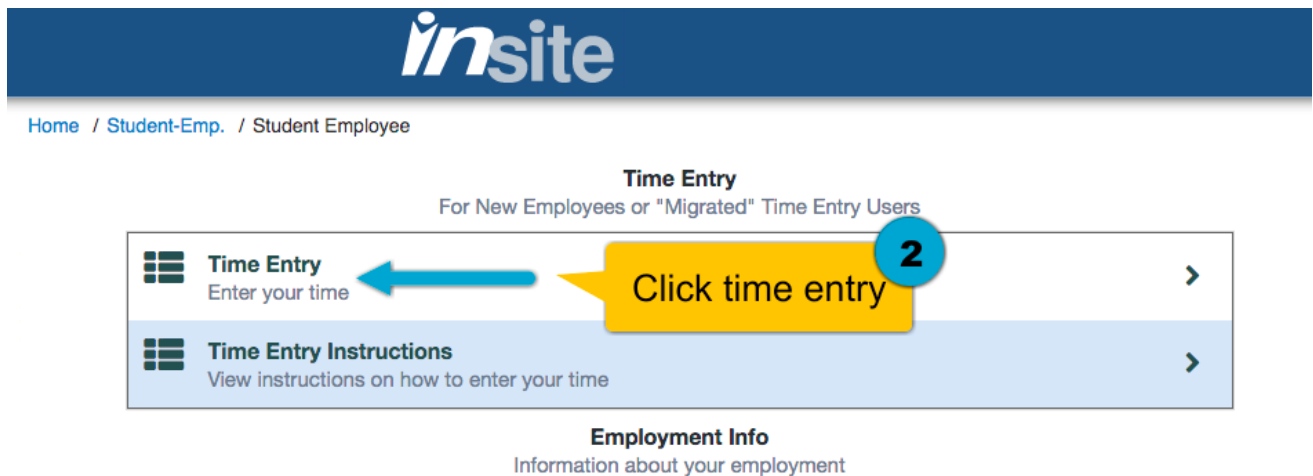 insite
Home / Student-Emp. / Student Employee
Time Entry
For New Employees or "Migrated" Time Entry Users
2
Time Entry
Enter your time
Click time entry
Time Entry Instructions
View instructions on how to enter your time
Employment Info
Information about your employment